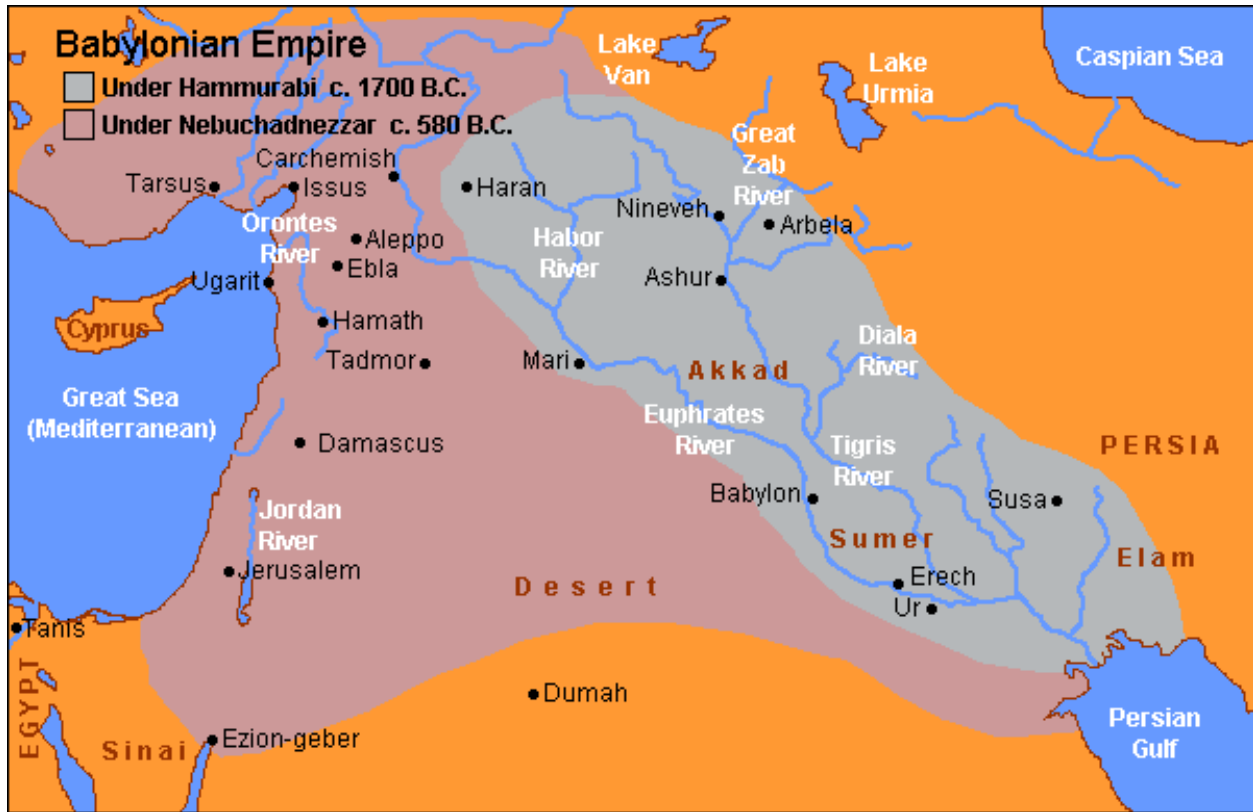 Babylonian Empire
Under Hammurabi c. 1700 B.C.
Under Nebuchadnezzar c. 580 B.C.
Lake
Van
Lake
Urmia
Caspian Sea
Great
Zab
River
Carchemish
Tarsus
Issus
Haran
Nineveh
Arbela
Orontes
River
Aleppo
Ebla
Habor
River
Ashur
Ugarit
Cyprus
Hamath
Tadmor
Mari
Akkad
Diala
River
Great Sea
(Mediterranean)
Euphrates
River
Damascus
Tigris
River
PERSIA
Babylon
Susa
Jordan
River
Sumer
Elam
Jerusalem
Desert
Erech
Ur
Tanis
EGYPT
Dumah
Sinai
Ezion-geber
Persian
Gulf